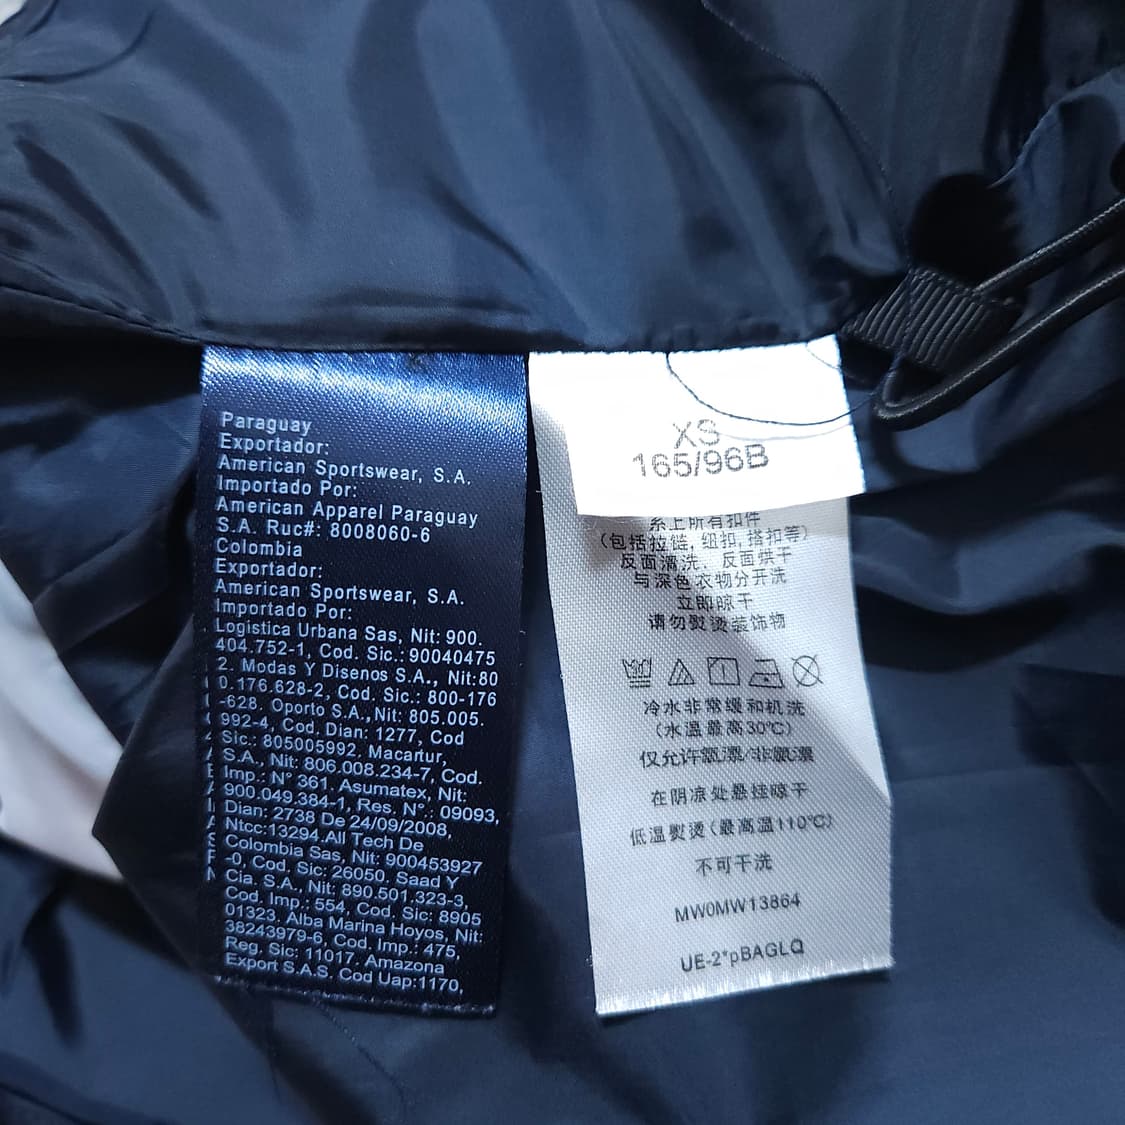 Paraguay
Exportador:
American Sportswear, S.A.
Importado Por:
American Apparel Paraguay
S.A. Ruc#: 8008060-6
Colombia
Exportador:
American Sportswear, S.A.
Importado Por:
Logistica Urbana Sas, Nit: 900.
404.752-1, Cod. Sic.: 90040475
2. Modas Y Disenos S.A., Nit:80
0.176.628-2, Cod. Sic.: 800-176
-628. Oporto S.A., Nit: 805.005.
992-4, Cod. Dian: 1277, Cod
Sic.: 805005992. Macartur,
S.A., Nit: 806.008.234-7, Cod.
Imp.: N° 361. Asumatex, Nit:
900.049.384-1, Res. N°.: 09093,
Dian: 2738 De 24/09/2008,
Ntcc:13294.All Tech De
Colombia Sas, Nit: 900453927
-0, Cod. Sic: 26050. Saad Y
Cia, S.A., Nit: 890.501.323-3,
Cod. Imp.: 554, Cod. Sic: 8905
01323. Alba Marina Hoyos, Nit:
38243979-6, Cod. Imp.: 475,
Reg. Sic: 11017. Amazona
Export S.A.S. Cod Uap:1170,
XS
165/96B
系上所有扣件
(包括拉链, 纽扣, 搭扣等)
反面清洗、反面烘干
与深色衣物分开洗
立即晾干
请勿熨烫装饰物
冷水非常缓和机洗
(水温最高30°C)
仅允许氧漂/非氯漂
在阴凉处悬挂晾干
低温熨烫(最高温110°C)
不可干洗
MW0MW13864
UE-2*pBAGLQ